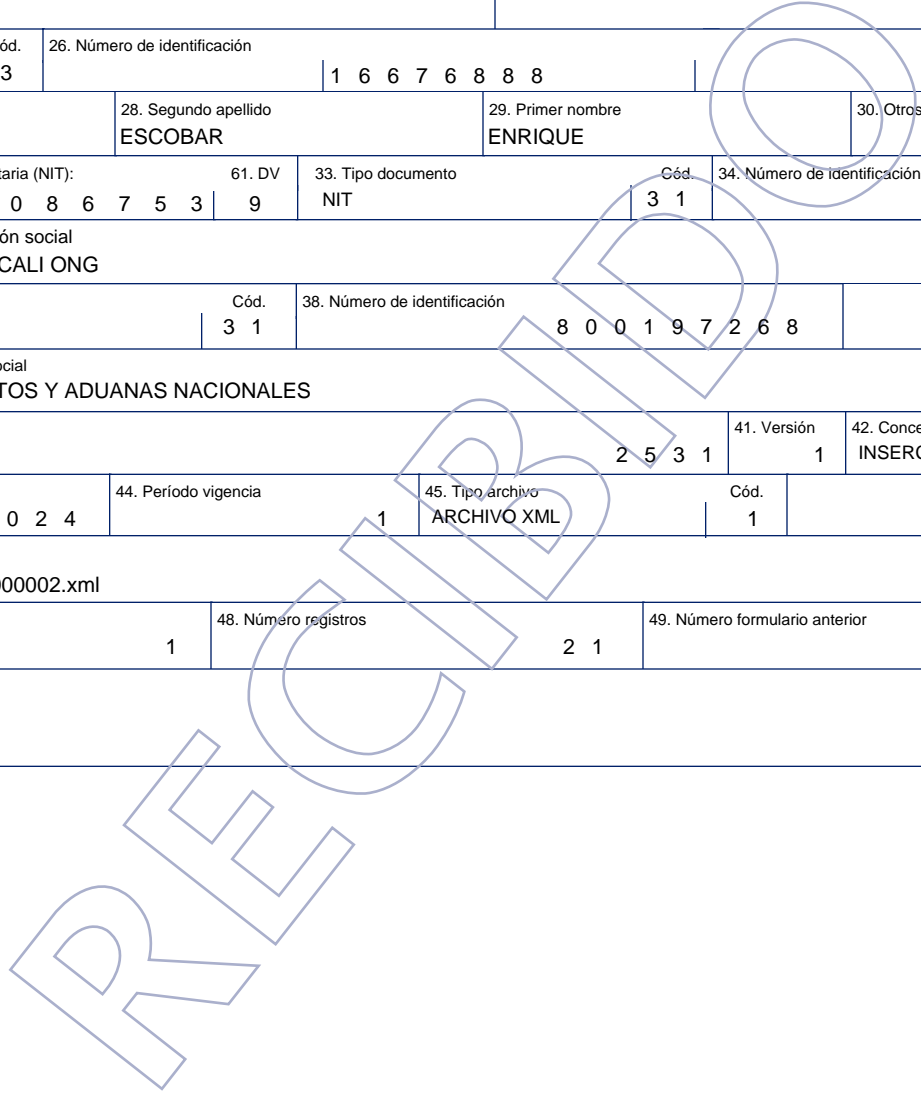 ód. 26. Número de identificación
3 1 6 6 7 6 8 8 8
28. Segundo apellido 29. Primer nombre 30. Otros
ESCOBAR ENRIQUE
taria (NIT): 61. DV 33. Tipo documento Cód. 34. Número de identificación
0 8 6 7 5 3 9 NIT 3 1
ón social
CALI ONG
Cód. 38. Número de identificación
3 1 8 0 0 1 9 7 2 6 8
ocial
TOS Y ADUANAS NACIONALES
41. Versión 42. Conce
2 5 3 1 1 INSERC
44. Período vigencia 45. Tipo archivo Cód.
0 2 4 1 ARCHIVO XML 1
000002.xml
48. Número registros 49. Número formulario anterior
1 2 1
RECIBIDO